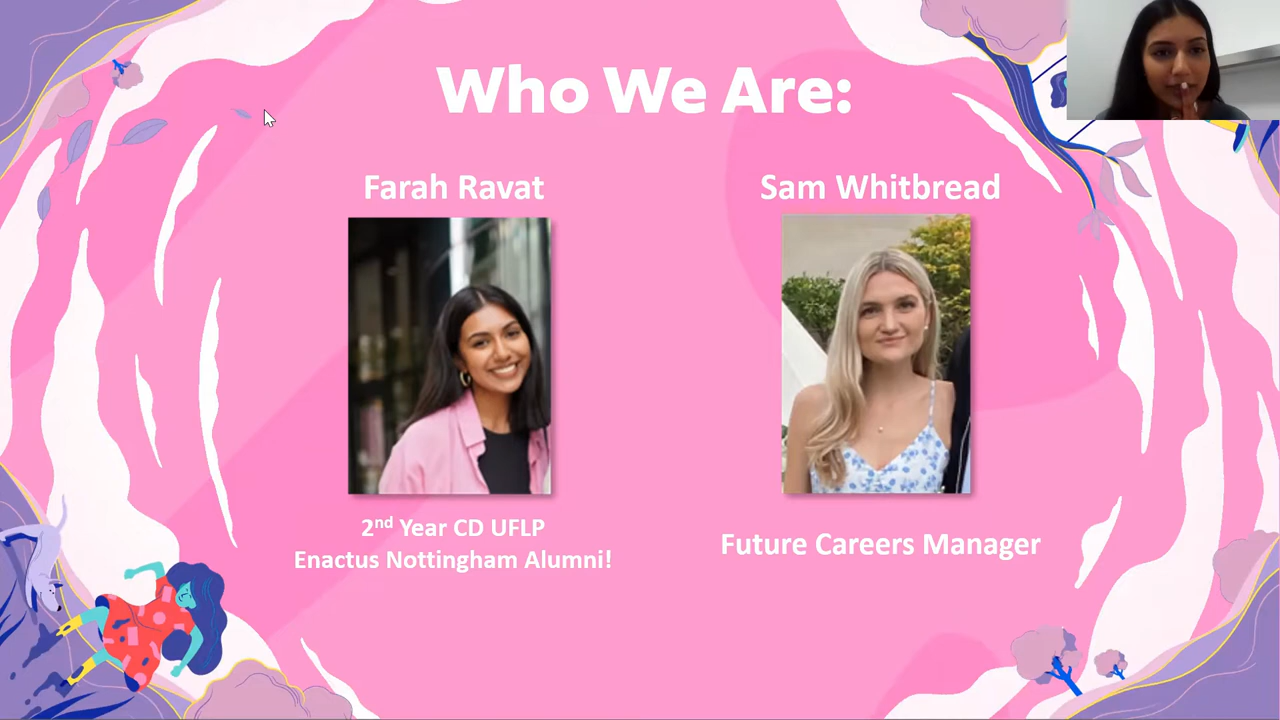 Who We Are:
Farah Ravat
Sam Whitbread
2nd Year CD UFLP
Enactus Nottingham Alumni!
Future Careers Manager